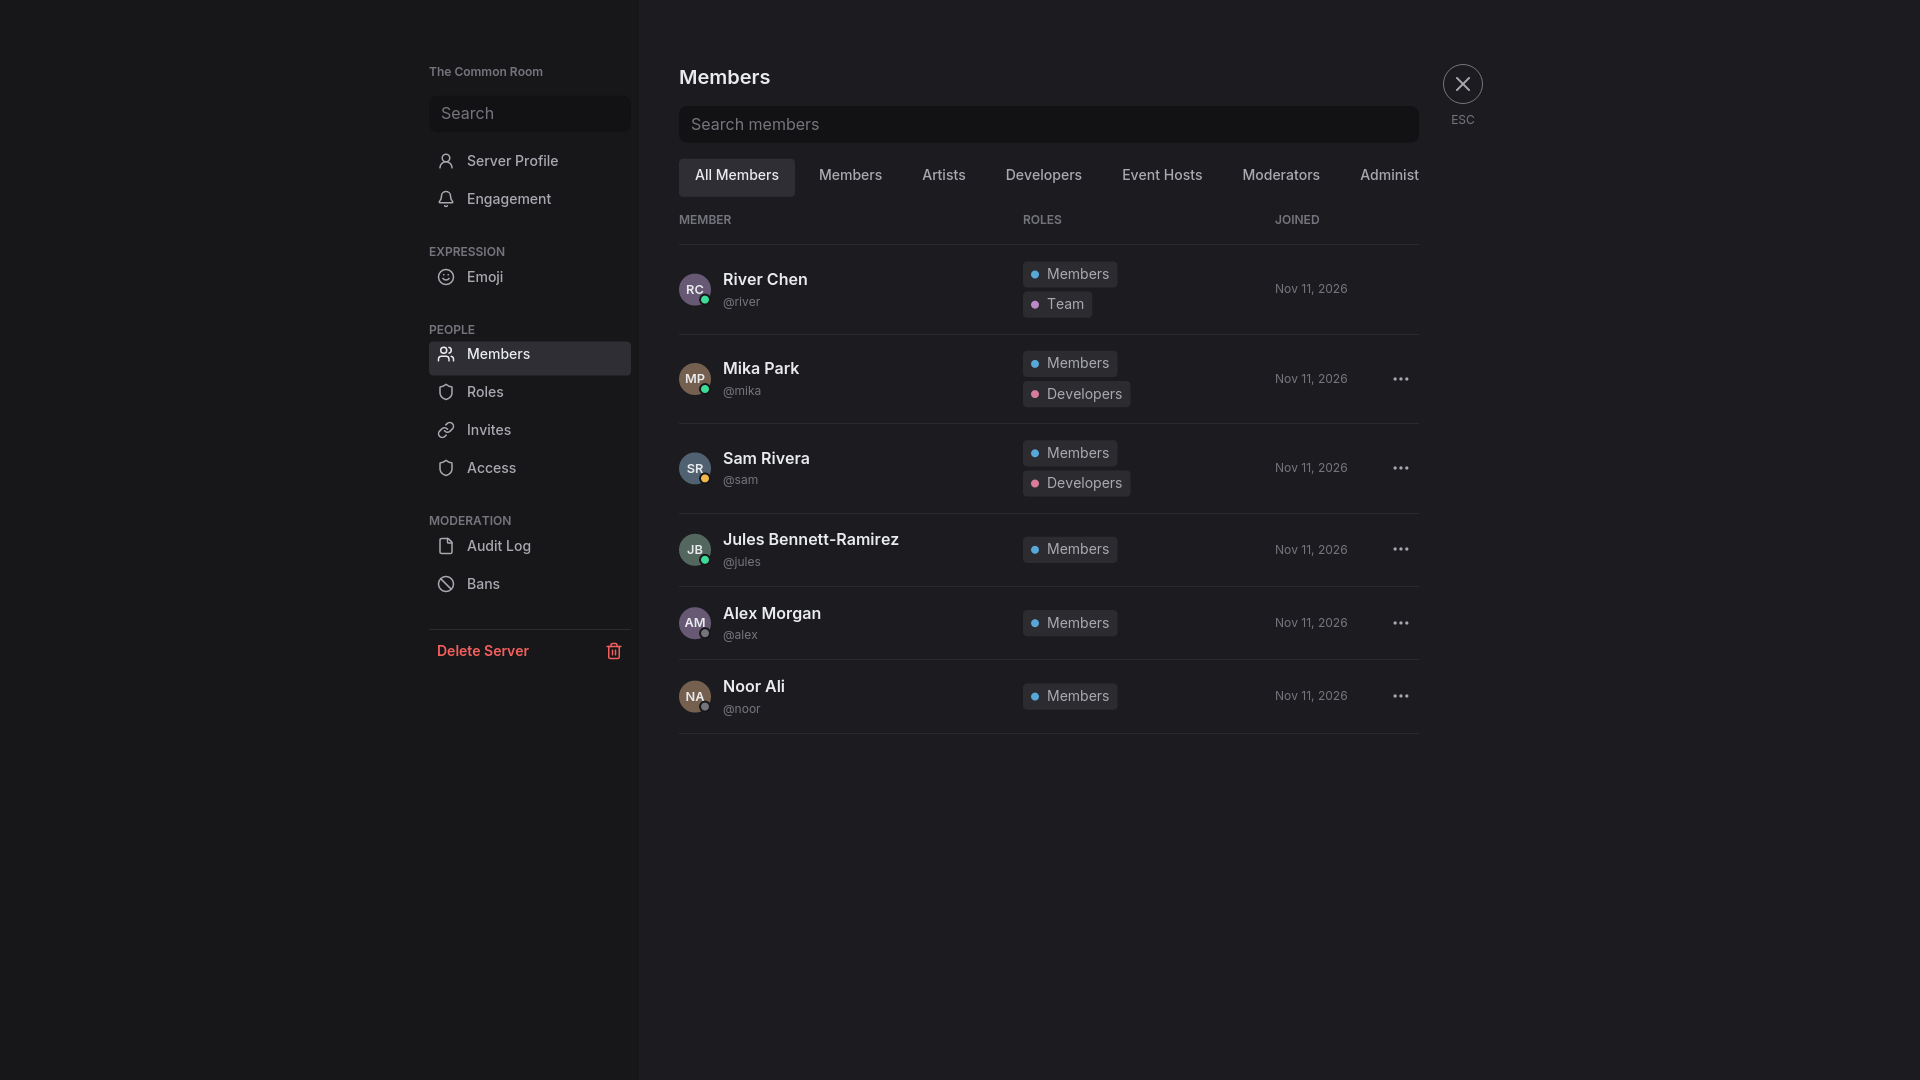 The Common Room
Search
Server Profile
Engagement
EXPRESSION
Emoji
PEOPLE
Members
Roles
Invites
Access
MODERATION
Audit Log
Bans
Delete Server
Members
ESC
Search members
All Members Members Artists Developers Event Hosts Moderators Administ
MEMBER ROLES JOINED
RC River Chen
@river
Members
Team
Nov 11, 2026
MP Mika Park
@mika
Members
Developers
Nov 11, 2026
SR Sam Rivera
@sam
Members
Developers
Nov 11, 2026
JB Jules Bennett-Ramirez
@jules
Members
Nov 11, 2026
AM Alex Morgan
@alex
Members
Nov 11, 2026
NA Noor Ali
@noor
Members
Nov 11, 2026